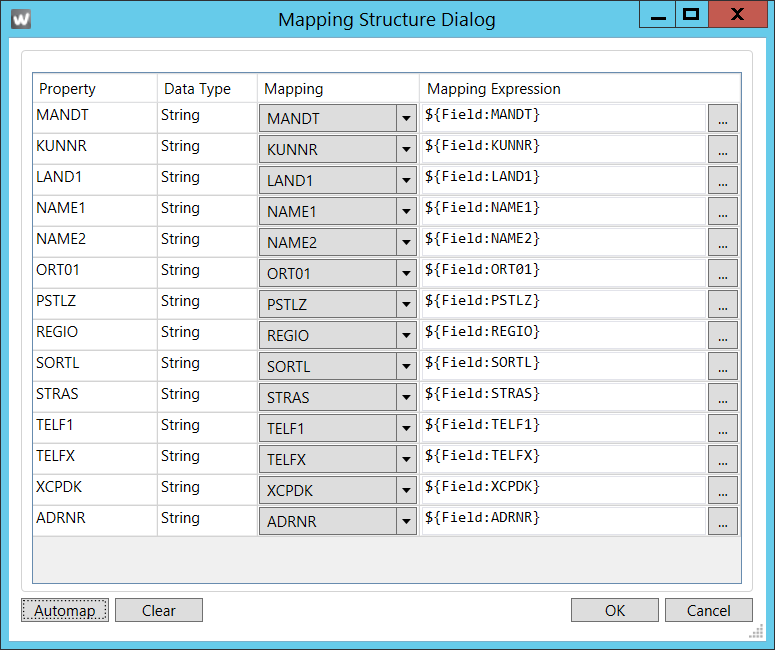 W
Mapping Structure Dialog
Property Data Type Mapping Mapping Expression
MANDT String MANDT ${Field:MANDT} ...
KUNNR String KUNNR ${Field:KUNNR} ...
LAND1 String LAND1 ${Field:LAND1} ...
NAME1 String NAME1 ${Field:NAME1} ...
NAME2 String NAME2 ${Field:NAME2} ...
ORT01 String ORT01 ${Field:ORT01} ...
PSTLZ String PSTLZ ${Field:PSTLZ} ...
REGIO String REGIO ${Field:REGIO} ...
SORTL String SORTL ${Field:SORTL} ...
STRAS String STRAS ${Field:STRAS} ...
TELF1 String TELF1 ${Field:TELF1} ...
TELFX String TELFX ${Field:TELFX} ...
XCPDK String XCPDK ${Field:XCPDK} ...
ADRNR String ADRNR ${Field:ADRNR} ...
Automap Clear OK Cancel